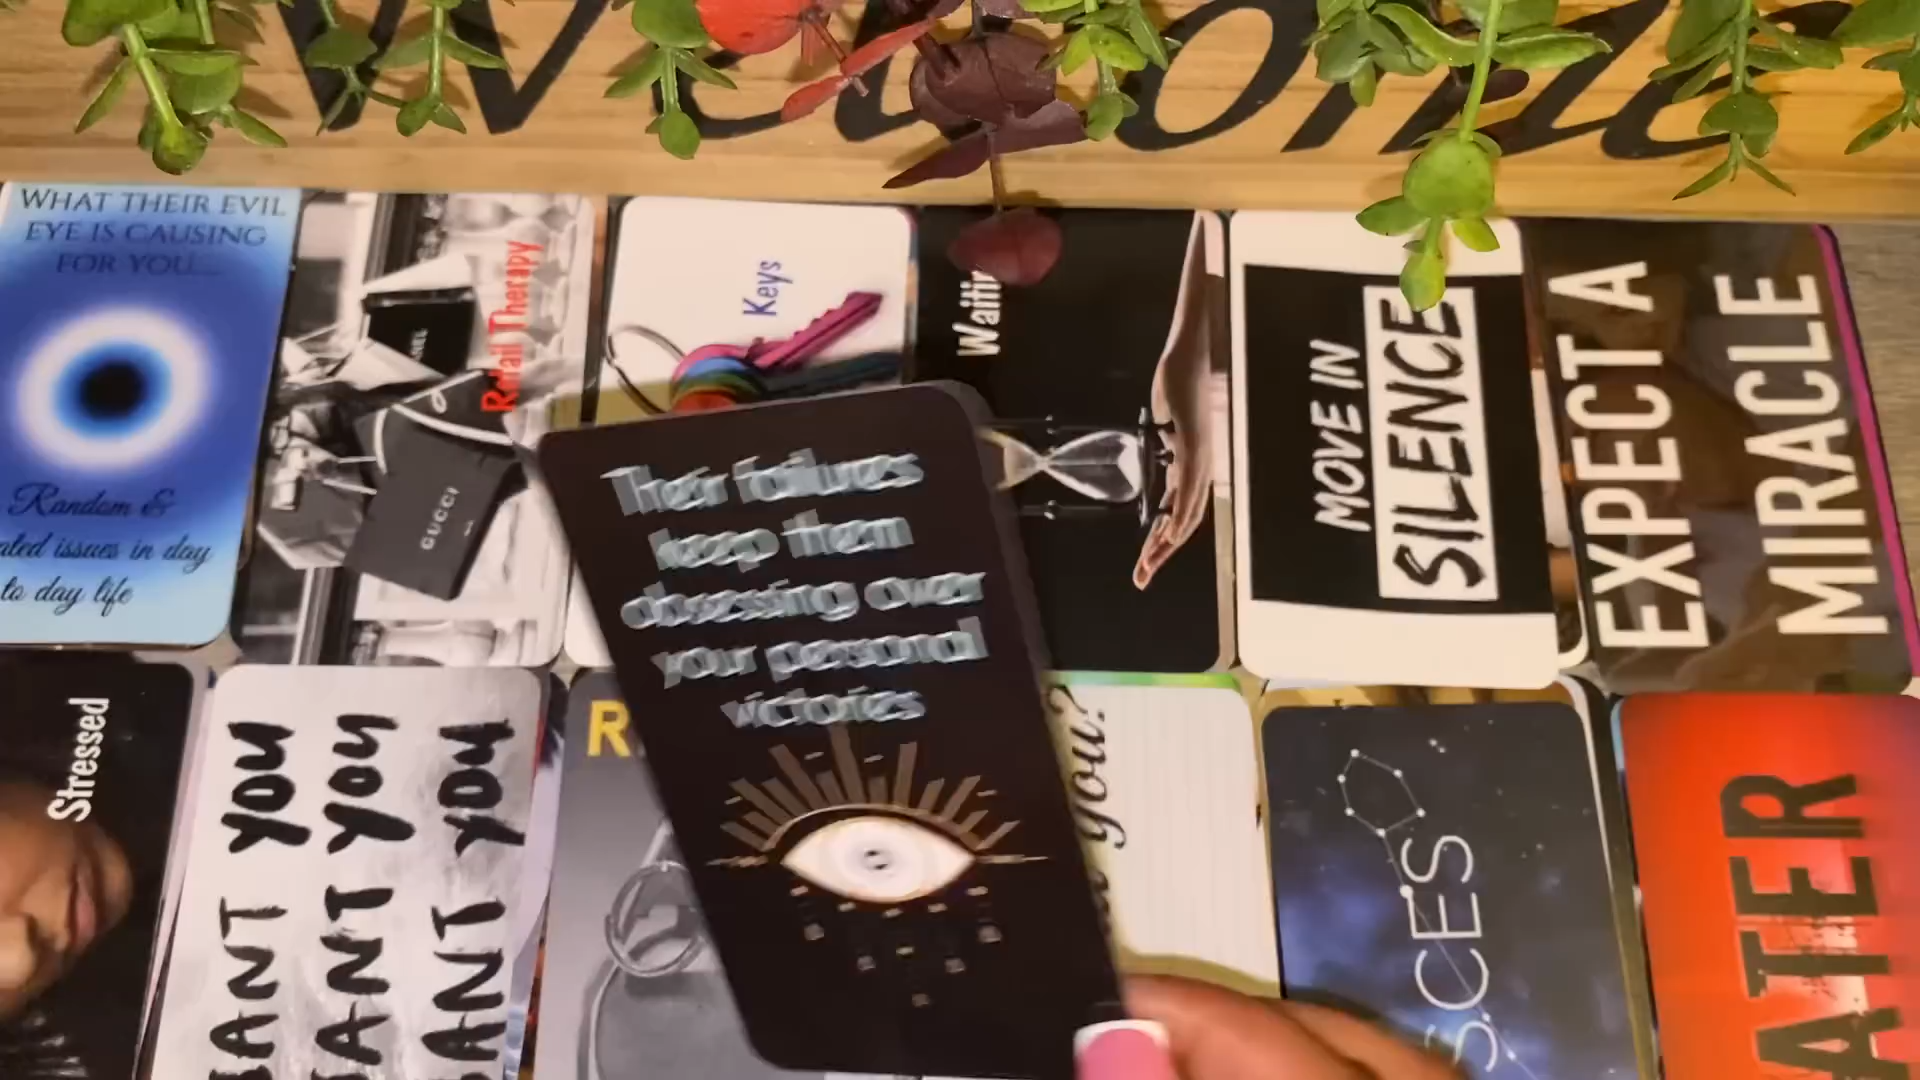 Welcome
WHAT THEIR EVIL
EYE IS CAUSING
FOR YOU....
Random &
issues in day
to day life
Retail Therapy
GUCCI
Keys
MOVE IN
SILENCE
EXPECT A
MIRACLE
Their failures
keep them
obsessing over
your personal
victories
Stressed
WANT YOU
WANT YOU
WANT YOU
you?